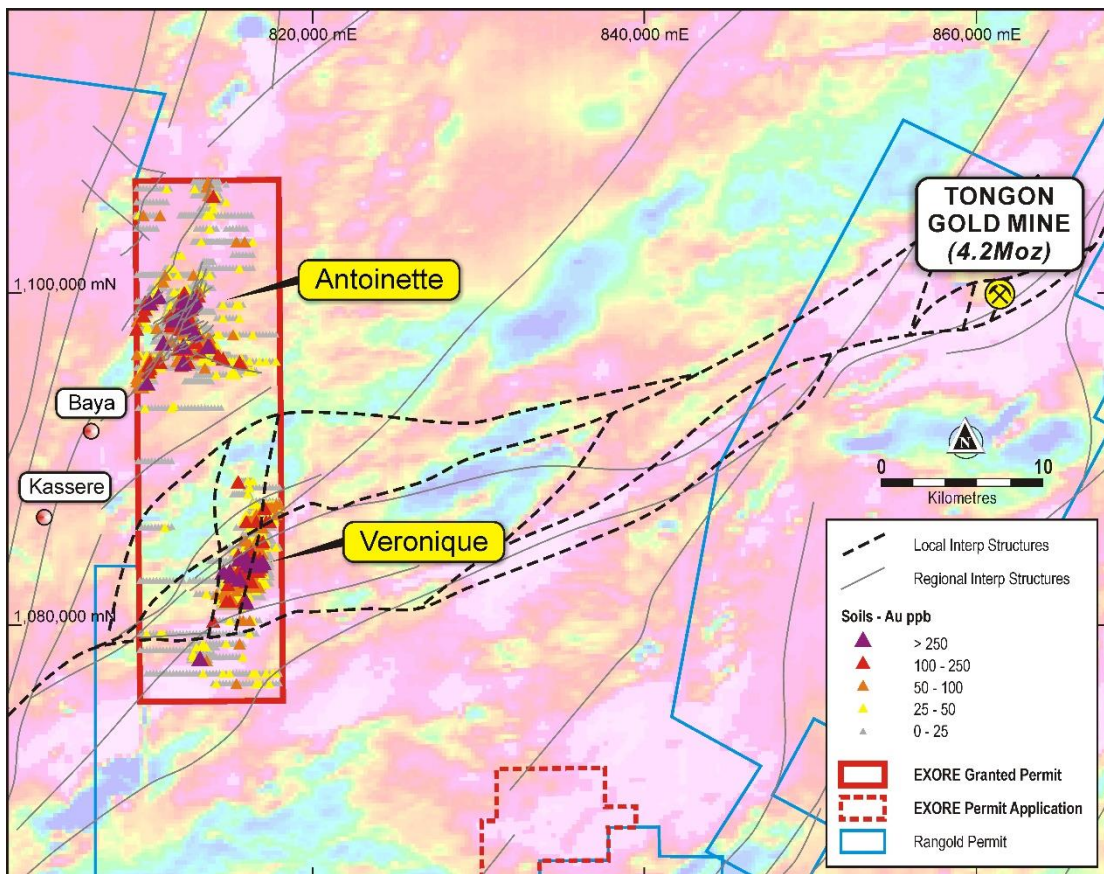 820,000 mE
840,000 mE
860,000 mE
TONGON
GOLD MINE
(4.2Moz)
1,100,000 mN
Antoinette
Baya
Kassere
N
0
10
Kilometres
Veronique
1,080,000 mN
Local Interp Structures
Regional Interp Structures
Soils - Au ppb
> 250
100 - 250
50 - 100
25 - 50
0 - 25
EXORE Granted Permit
EXORE Permit Application
Rangold Permit